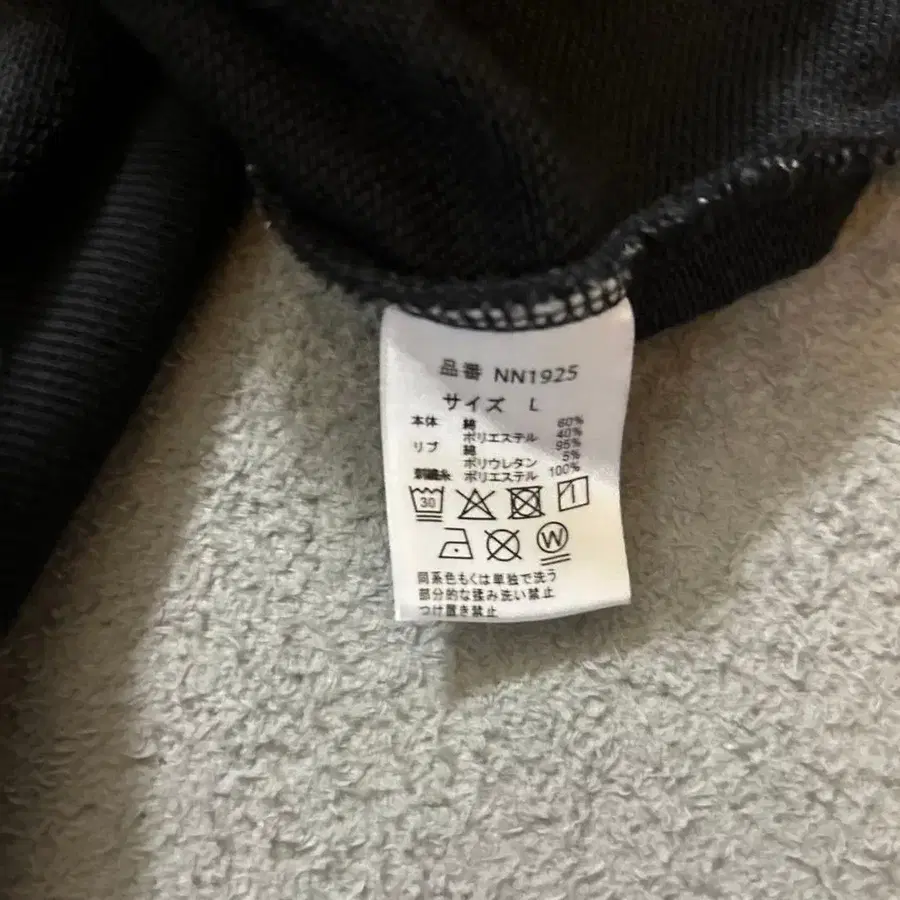 品番 NN1925
サイズ L
本体 綿 60%
ポリエステル 40%
リブ 綿 95%
ポリウレタン 5%
刺繍糸 ポリエステル 100%
30
W
同系色もくは単独で洗う
部分的な揉み洗い禁止
つけ置き禁止